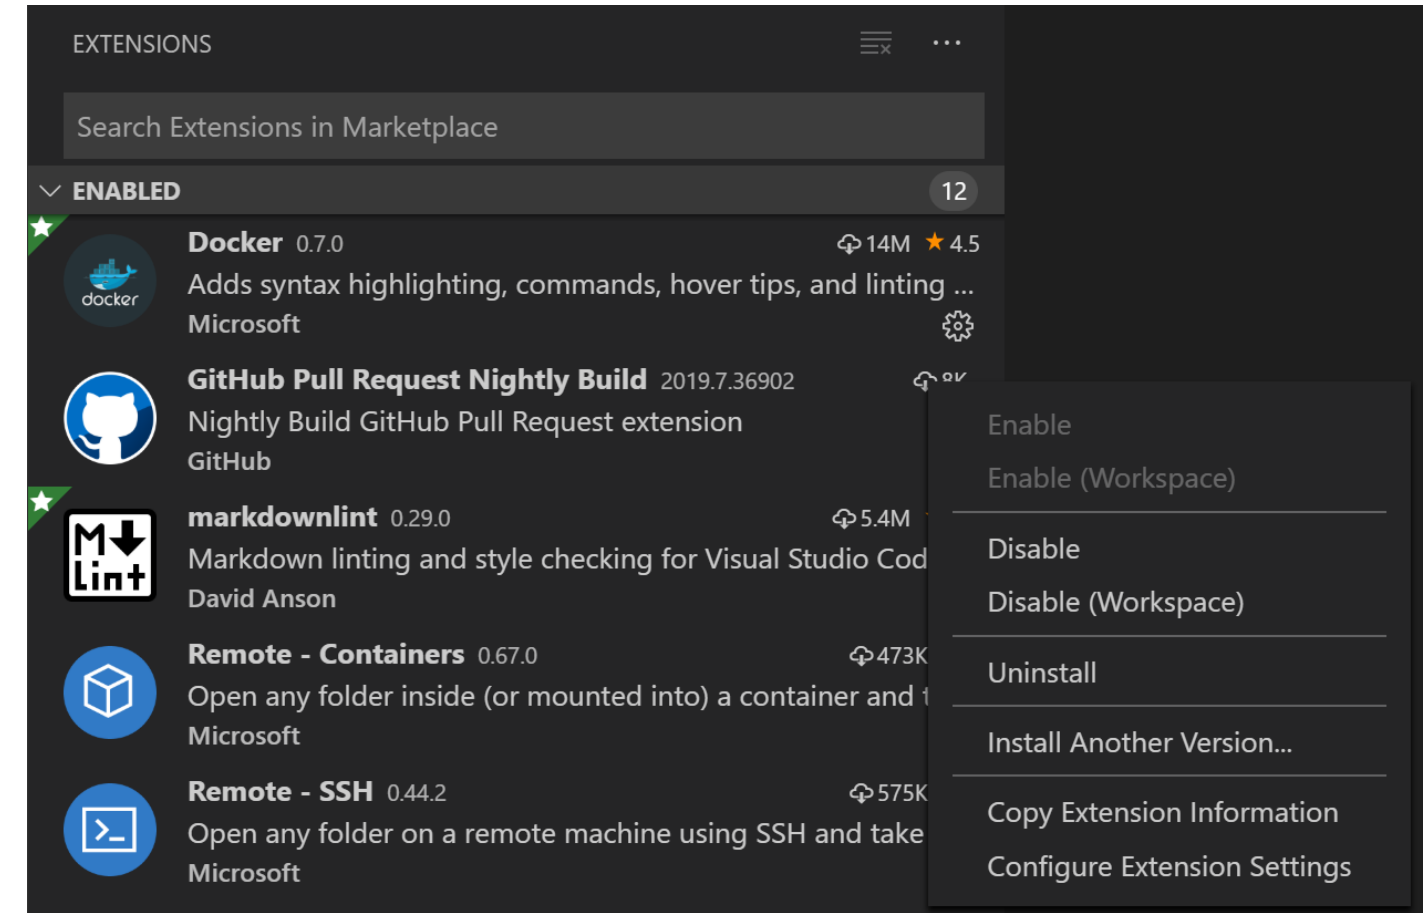 EXTENSIONS
Search Extensions in Marketplace
ENABLED 12
Docker 0.7.0 14M ★ 4.5
Adds syntax highlighting, commands, hover tips, and linting ...
docker
Microsoft
GitHub Pull Request Nightly Build 2019.7.36902 8K
Nightly Build GitHub Pull Request extension
GitHub
markdownlint 0.29.0 5.4M
M Lint
Markdown linting and style checking for Visual Studio Cod
David Anson
Remote - Containers 0.67.0 473K
Open any folder inside (or mounted into) a container and t
Microsoft
Remote - SSH 0.44.2 575K
Open any folder on a remote machine using SSH and take
Microsoft
Enable
Enable (Workspace)
Disable
Disable (Workspace)
Uninstall
Install Another Version...
Copy Extension Information
Configure Extension Settings